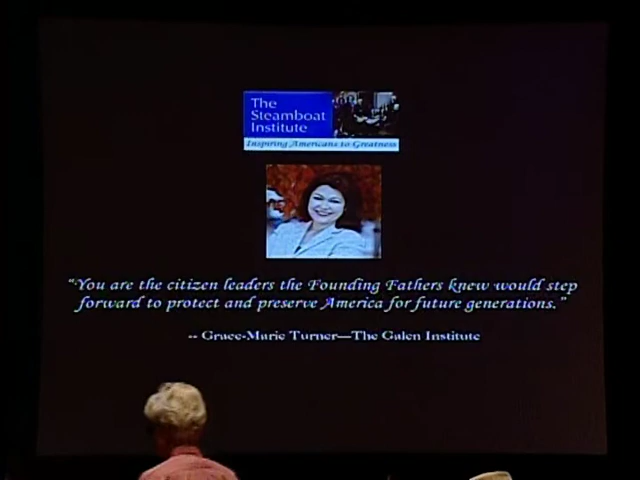 The
Steamboat
Institute
Inspiring Americans to Greatness
"You are the citizen leaders the Founding Fathers knew would step
forward to protect and preserve America for future generations."
-- Grace-Marie Turner—The Galen Institute